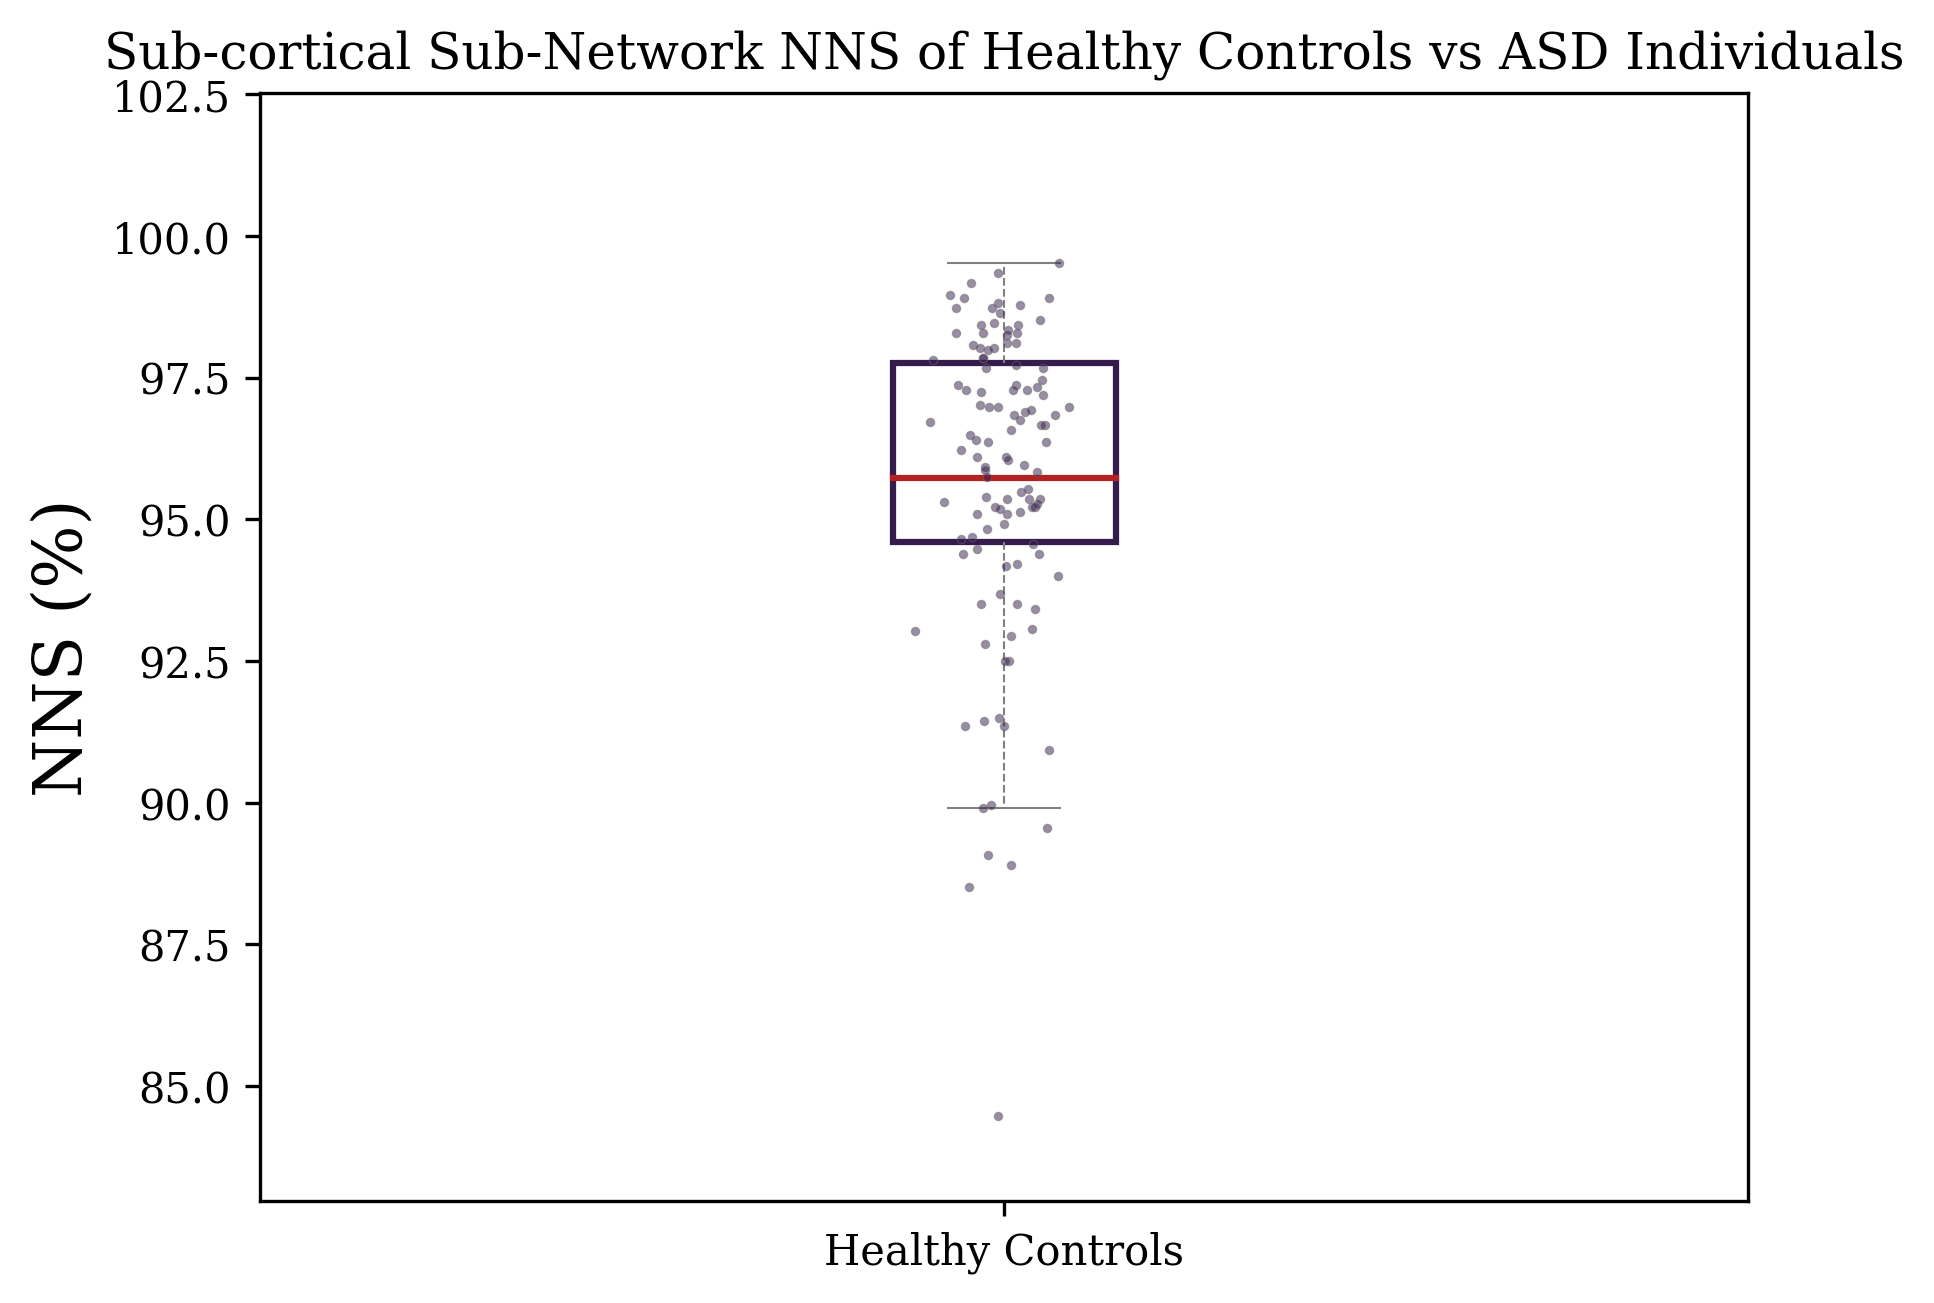 Sub-cortical Sub-Network NNS of Healthy Controls vs ASD Individuals
102.5
100.0
97.5
95.0
92.5
90.0
87.5
85.0
NNS (%)
Healthy Controls